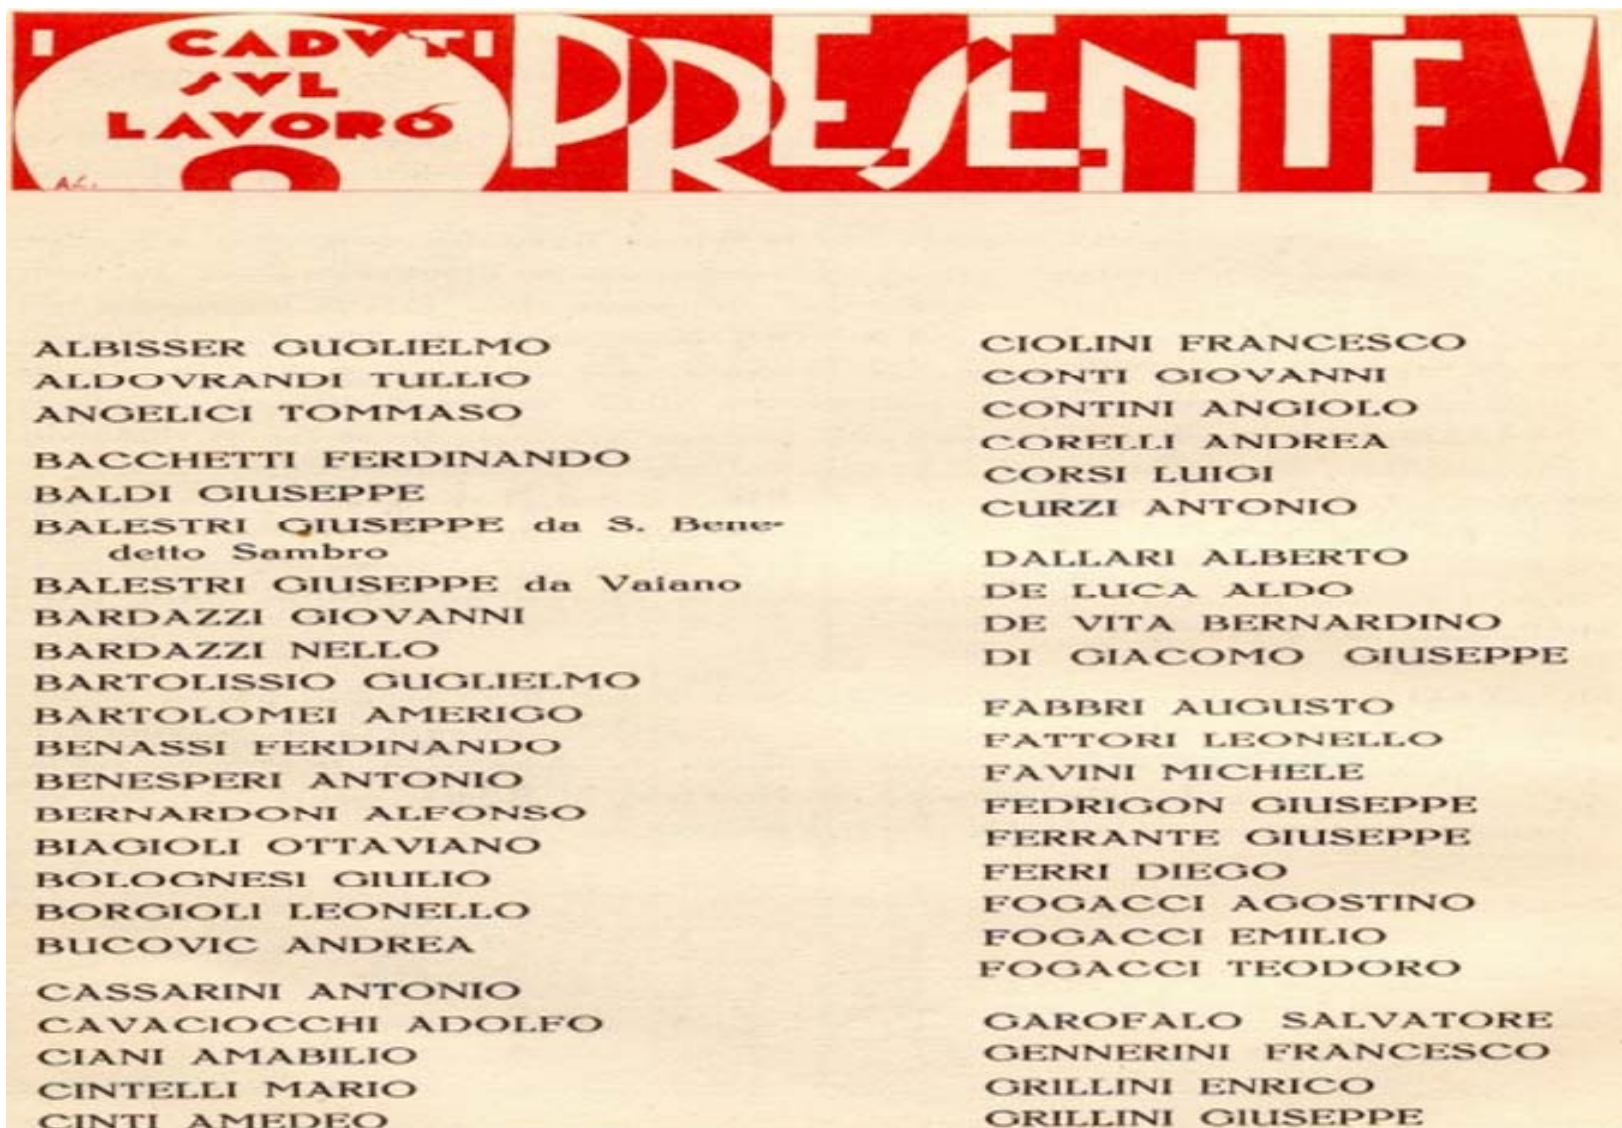 I CADVTI
SVL
LAVORÓ
PRESENTE!
A.L.
ALBISSER GUGLIELMO
ALDOVRANDI TULLIO
ANGELICI TOMMASO
BACCHETTI FERDINANDO
BALDI GIUSEPPE
BALESTRI GIUSEPPE da S. Bene-
detto Sambro
BALESTRI GIUSEPPE da Vaiano
BARDAZZI GIOVANNI
BARDAZZI NELLO
BARTOLISSIO GUGLIELMO
BARTOLOMEI AMERIGO
BENASSI FERDINANDO
BENESPERI ANTONIO
BERNARDONI ALFONSO
BIAGIOLI OTTAVIANO
BOLOGNESI GIULIO
BORGIOLI LEONELLO
BUCOVIC ANDREA
CASSARINI ANTONIO
CAVACIOCCHI ADOLFO
CIANI AMABILIO
CINTELLI MARIO
CINTI AMEDEO
CIOLINI FRANCESCO
CONTI GIOVANNI
CONTINI ANGIOLO
CORELLI ANDREA
CORSI LUIGI
CURZI ANTONIO
DALLARI ALBERTO
DE LUCA ALDO
DE VITA BERNARDINO
DI GIACOMO GIUSEPPE
FABBRI AUGUSTO
FATTORI LEONELLO
FAVINI MICHELE
FEDRIGON GIUSEPPE
FERRANTE GIUSEPPE
FERRI DIEGO
FOGACCI AGOSTINO
FOGACCI EMILIO
FOGACCI TEODORO
GAROFALO SALVATORE
GENNERINI FRANCESCO
GRILLINI ENRICO
GRILLINI GIUSEPPE